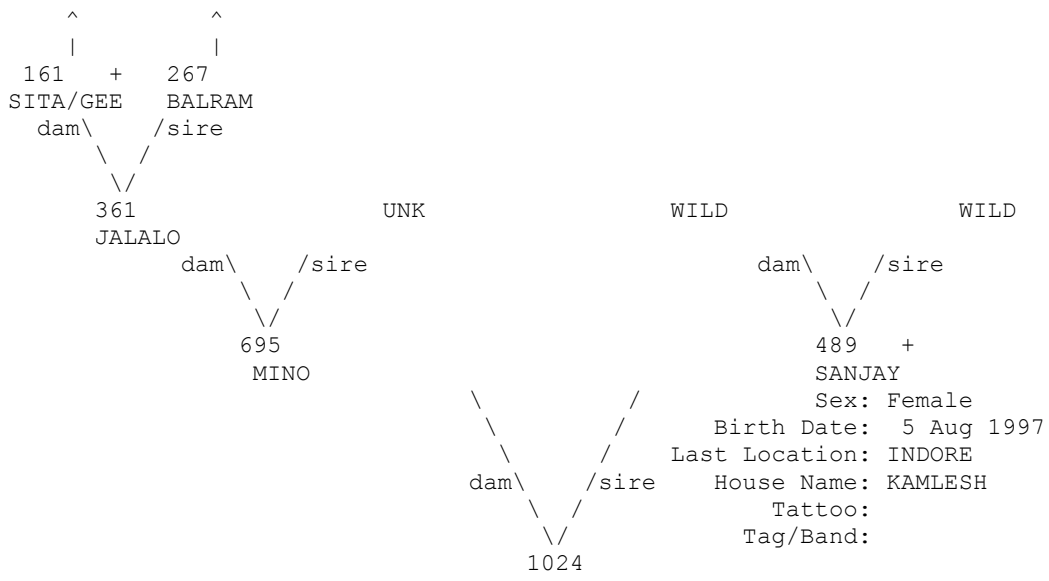 ^ ^
| |
161 + 267
SITA/GEE BALRAM
dam\ /sire
\ /
\/
361 UNK WILD WILD
JALALO
dam\ /sire dam\ /sire
\ / \ /
\/ \/
695 489 +
MINO SANJAY
\ / Sex: Female
\ / Birth Date: 5 Aug 1997
\ / Last Location: INDORE
dam\ /sire House Name: KAMLESH
\ / Tattoo:
\/ Tag/Band:
1024